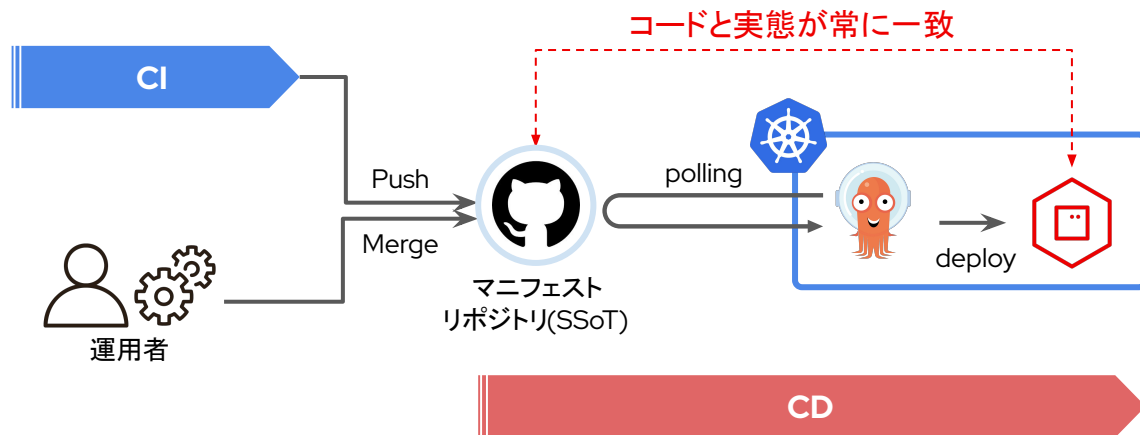 コードと実態が常に一致
CI
Push
polling
Merge
deploy
マニフェスト
リポジトリ(SSoT)
運用者
CD